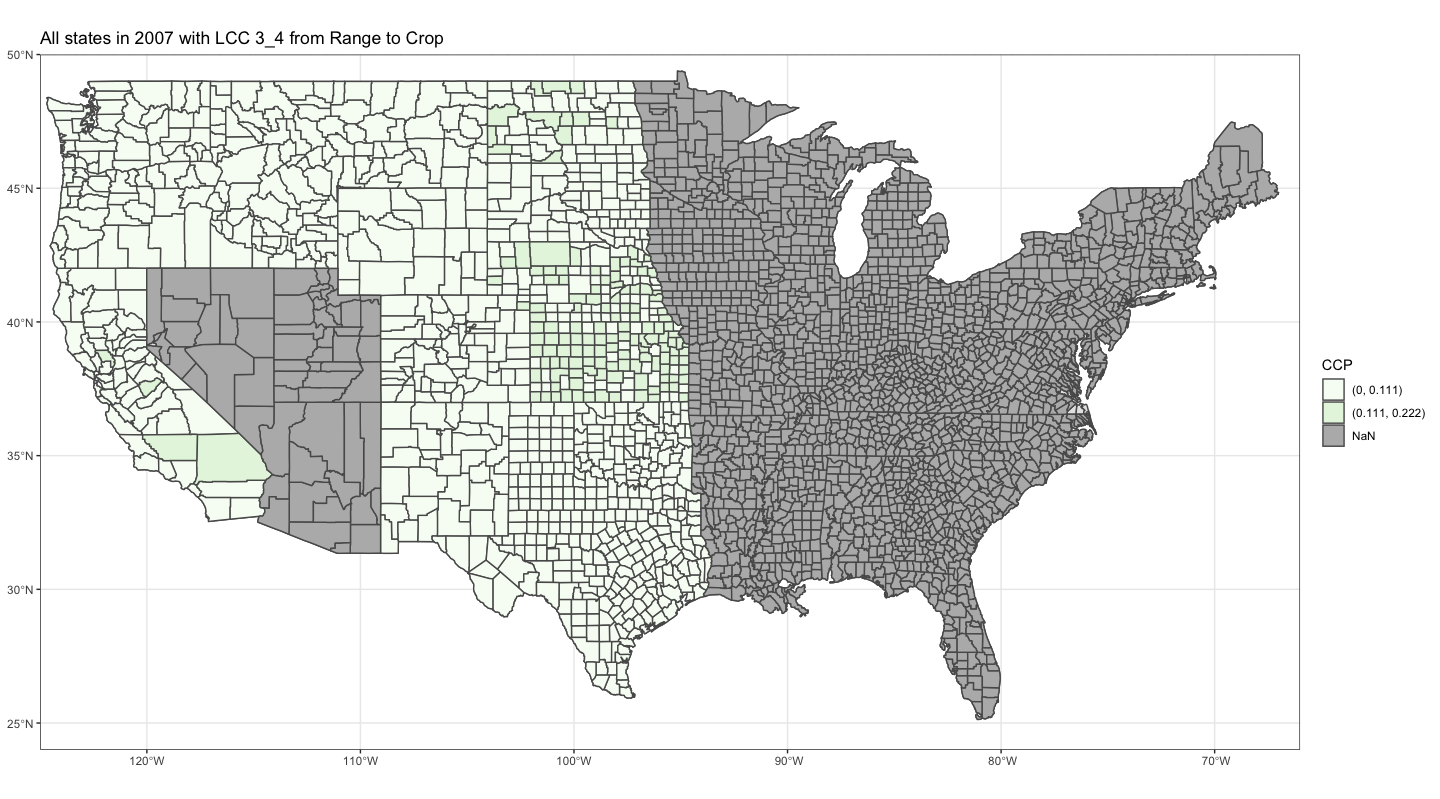 All states in 2007 with LCC 3_4 from Range to Crop
50°N
45°N
40°N
35°N
30°N
25°N
120°W
110°W
100°W
90°W
80°W
70°W
CCP
(0, 0.111)
(0.111, 0.222)
NaN